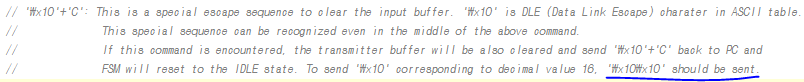 // '₩x10'+'C': This is a special escape sequence to clear the input buffer. '₩x10' is DLE (Data Link Escape) charater in ASCII table.
// This special sequence can be recognized even in the middle of the above command.
// If this command is encountered, the transmitter buffer will be also cleared and send '₩x10'+'C' back to PC and
// FSM will reset to the IDLE state. To send '₩x10' corresponding to decimal value 16, '₩x10₩x10' should be sent.